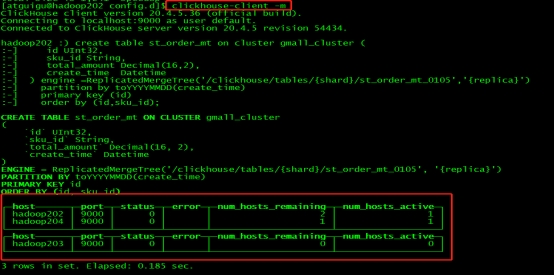 [atguigu@hadoop202 config.d]$ clickhouse-client -m
ClickHouse client version 20.4.5.36 (official build).
Connecting to localhost:9000 as user default.
Connected to ClickHouse server version 20.4.5 revision 54434.
hadoop202 :) create table st_order_mt on cluster gmall_cluster (
:-] id UInt32,
:-] sku_id String,
:-] total_amount Decimal(16,2),
:-] create_time Datetime
:-] ) engine =ReplicatedMergeTree('/clickhouse/tables/{shard}/st_order_mt_0105','{replica}')
:-] partition by toYYYYMMDD(create_time)
:-] primary key (id)
:-] order by (id,sku_id);
CREATE TABLE st_order_mt ON CLUSTER gmall_cluster
(
`id` UInt32,
`sku_id` String,
`total_amount` Decimal(16, 2),
`create_time` Datetime
)
ENGINE = ReplicatedMergeTree('/clickhouse/tables/{shard}/st_order_mt_0105', '{replica}')
PARTITION BY toYYYYMMDD(create_time)
PRIMARY KEY id
ORDER BY (id, sku_id)
host port status error num_hosts_remaining num_hosts_active
hadoop202 9000 0 2 1
hadoop204 9000 0 1 1
host port status error num_hosts_remaining num_hosts_active
hadoop203 9000 0 0 0
3 rows in set. Elapsed: 0.185 sec.